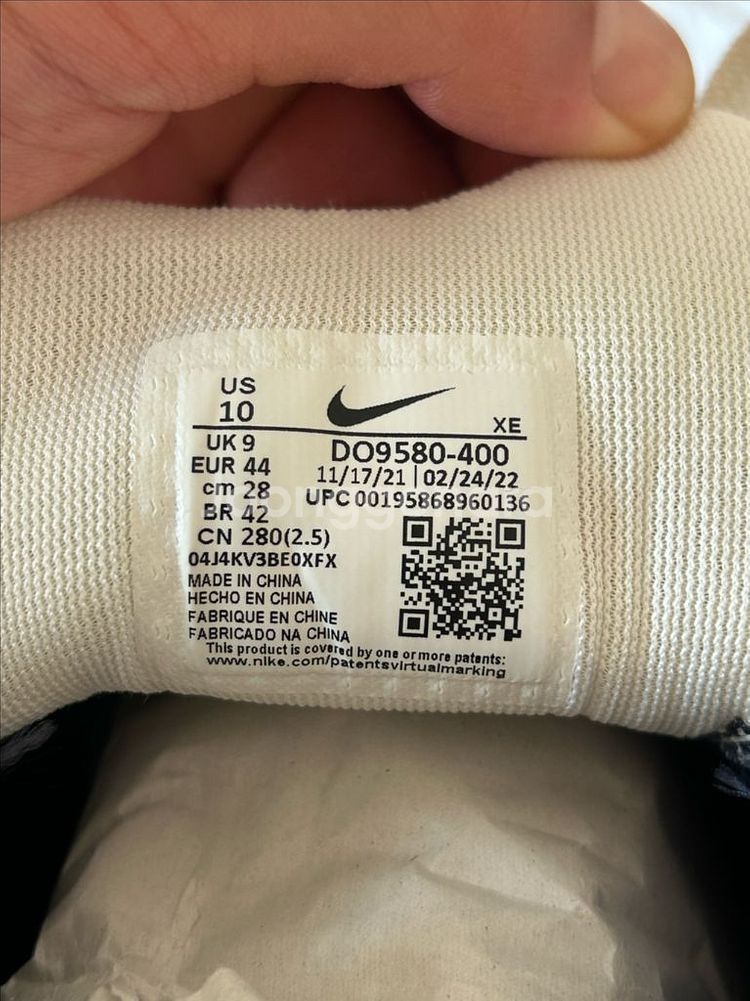 US
10
XE
UK 9
EUR 44
cm 28
BR 42
CN 280(2.5)
DO9580-400
11/17/21 | 02/24/22
UPC 00195868960136
04J4KV3BE0XFX
MADE IN CHINA
HECHO EN CHINA
FABRIQUE EN CHINE
FABRICADO NA CHINA
This product is covered by one or more patents:
www.nike.com/patentsvirtualmarking